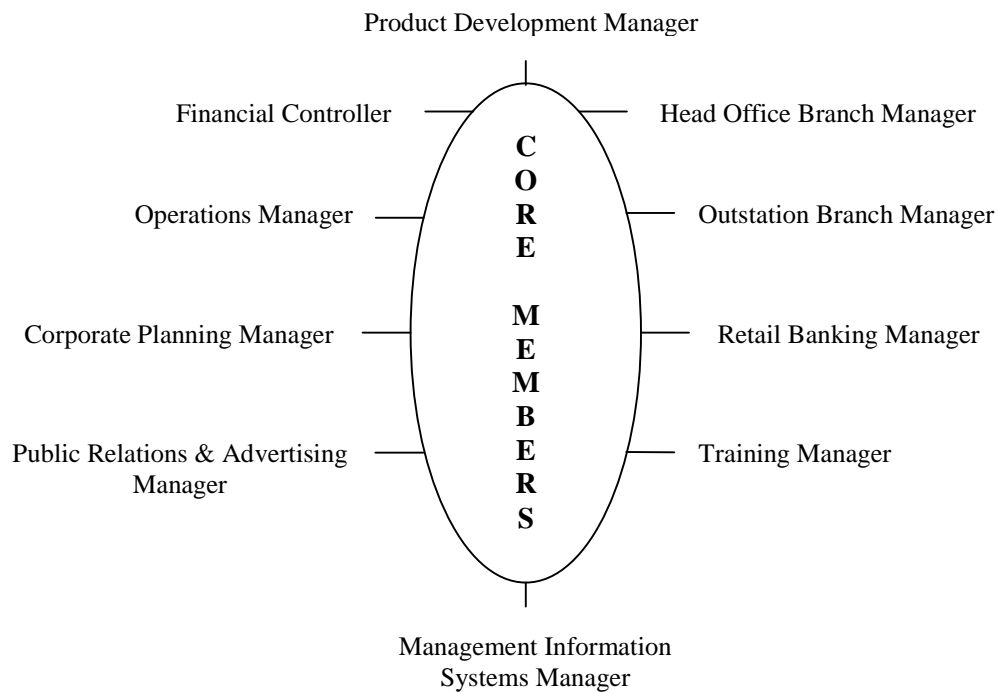 Product Development Manager
Financial Controller
Head Office Branch Manager
C
O
R
E
M
E
M
B
E
R
S
Operations Manager
Outstation Branch Manager
Corporate Planning Manager
Retail Banking Manager
Public Relations & Advertising
Manager
Training Manager
Management Information
Systems Manager